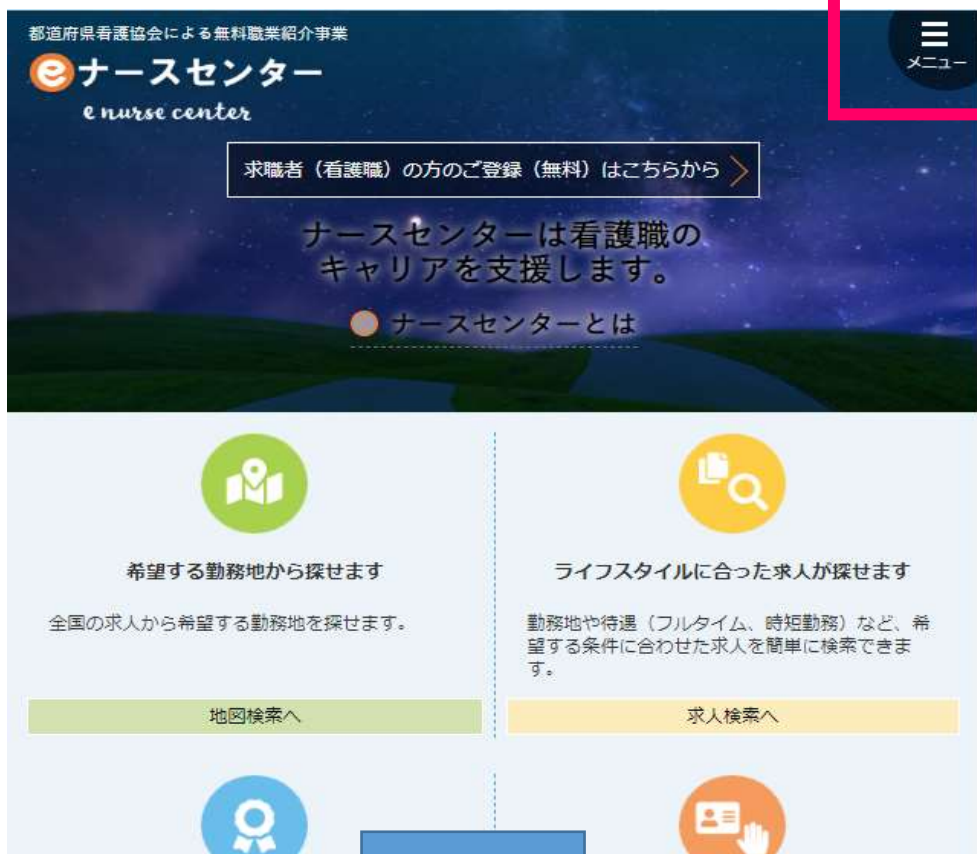 都道府県看護協会による無料職業紹介事業
メニュー
eナースセンター
e nurse center
求職者（看護職）の方のご登録（無料）はこちらから
ナースセンターは看護職の
キャリアを支援します。
ナースセンターとは
希望する勤務地から探せます
全国の求人から希望する勤務地を探せます。
地図検索へ
ライフスタイルに合った求人が探せます
勤務地や待遇（フルタイム、時短勤務）など、希
望する条件に合わせた求人を簡単に検索できま
す。
求人検索へ